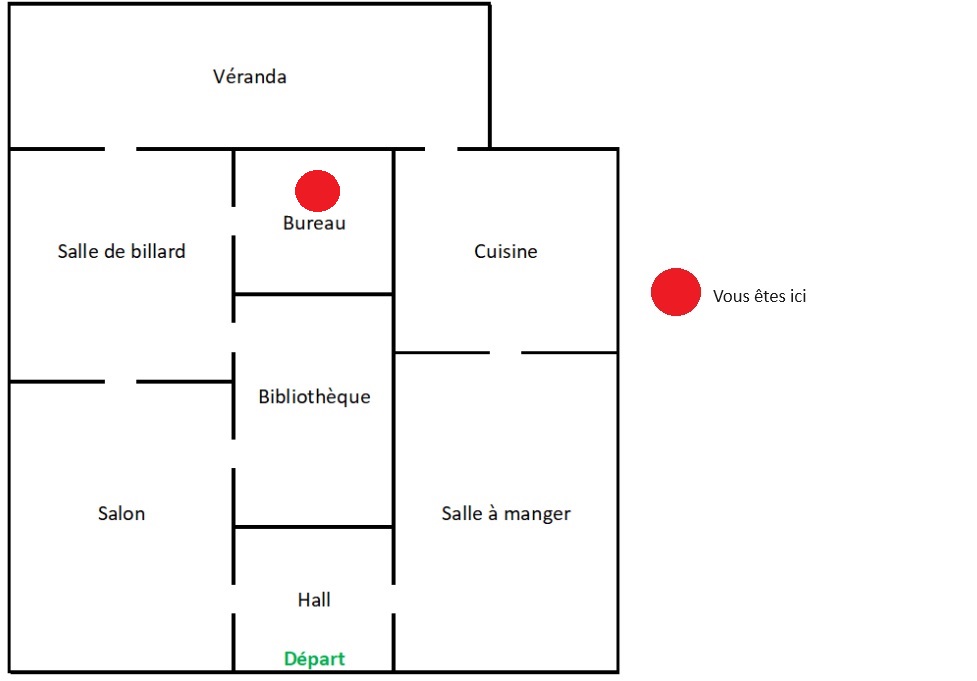 Véranda
Bureau
Salle de billard
Cuisine
Vous êtes ici
Bibliothèque
Salon
Salle à manger
Hall
Départ